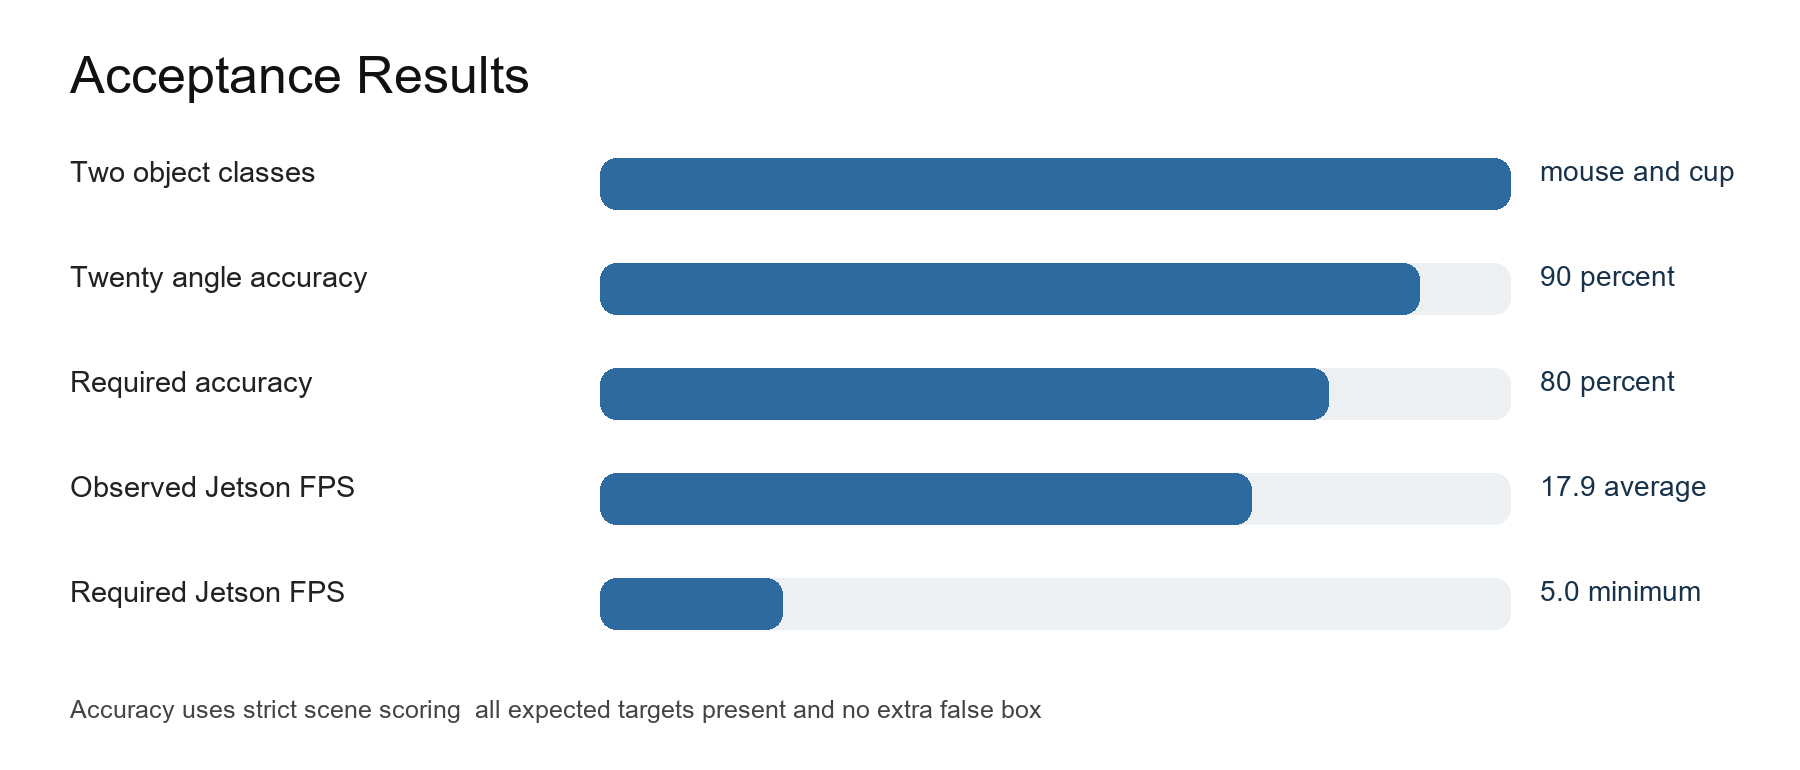 Acceptance Results
Two object classes mouse and cup
Twenty angle accuracy 90 percent
Required accuracy 80 percent
Observed Jetson FPS 17.9 average
Required Jetson FPS 5.0 minimum
Accuracy uses strict scene scoring  all expected targets present and no extra false box